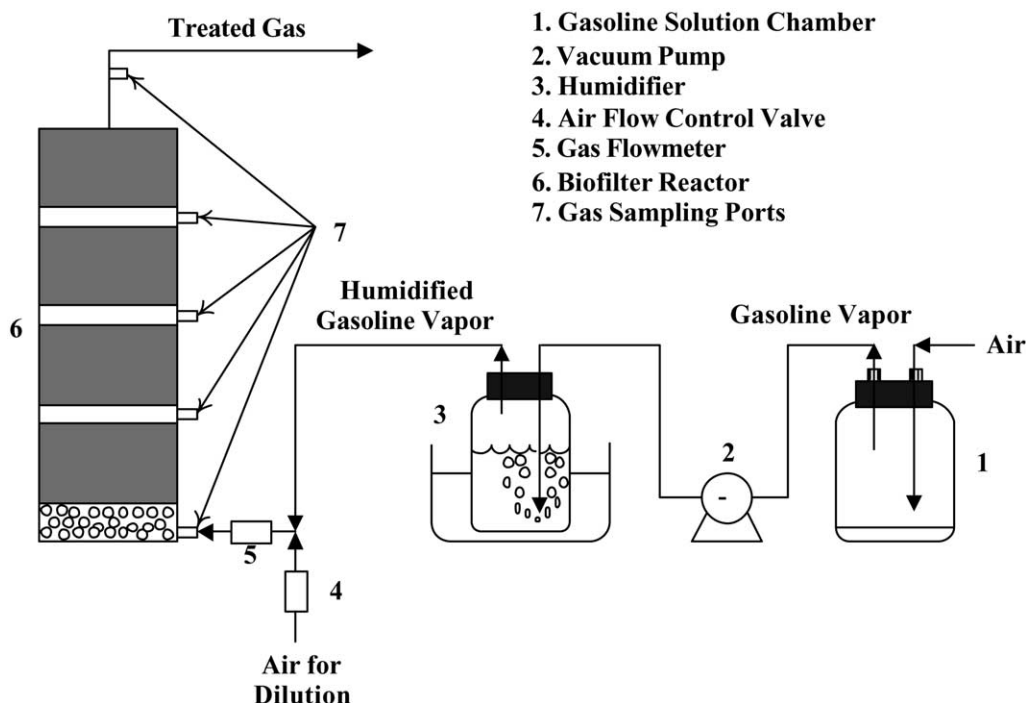 Treated Gas
1. Gasoline Solution Chamber
2. Vacuum Pump
3. Humidifier
4. Air Flow Control Valve
5. Gas Flowmeter
6. Biofilter Reactor
7. Gas Sampling Ports
7
6
Humidified
Gasoline Vapor
Gasoline Vapor
Air
3
2
1
-
5
4
Air for
Dilution